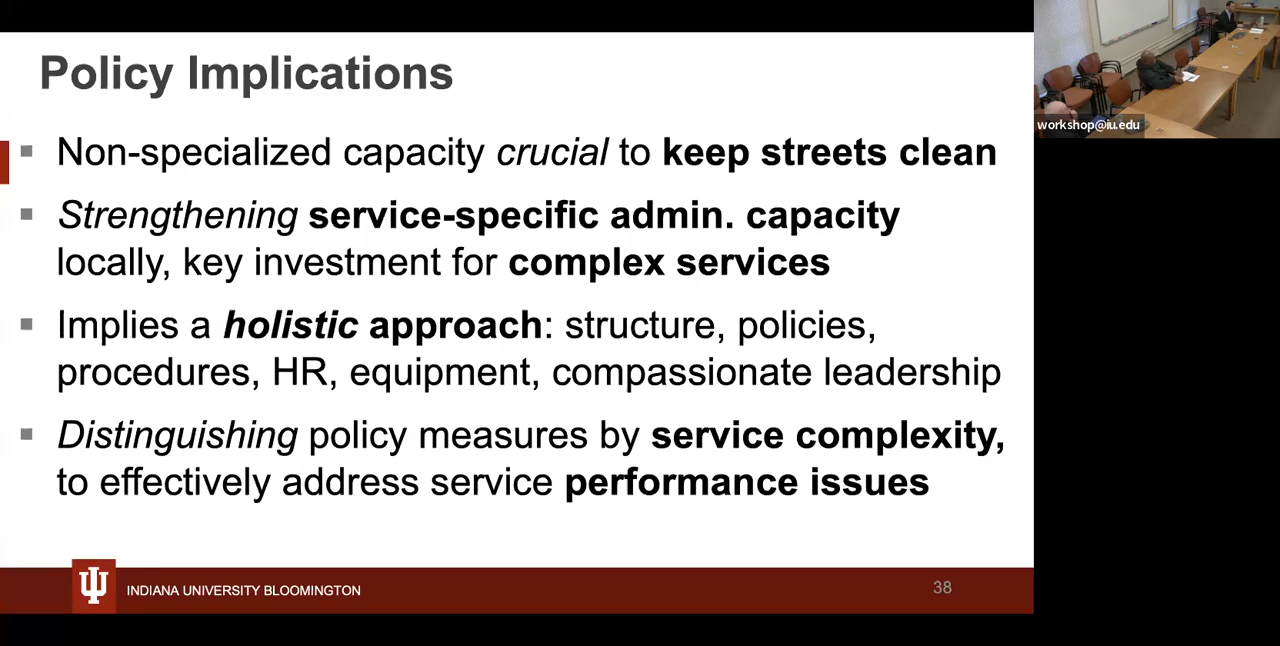 Policy Implications
▪ Non-specialized capacity crucial to keep streets clean
▪ Strengthening service-specific admin. capacity
locally, key investment for complex services
▪ Implies a holistic approach: structure, policies,
procedures, HR, equipment, compassionate leadership
▪ Distinguishing policy measures by service complexity,
to effectively address service performance issues
INDIANA UNIVERSITY BLOOMINGTON
38
workshop@iu.edu